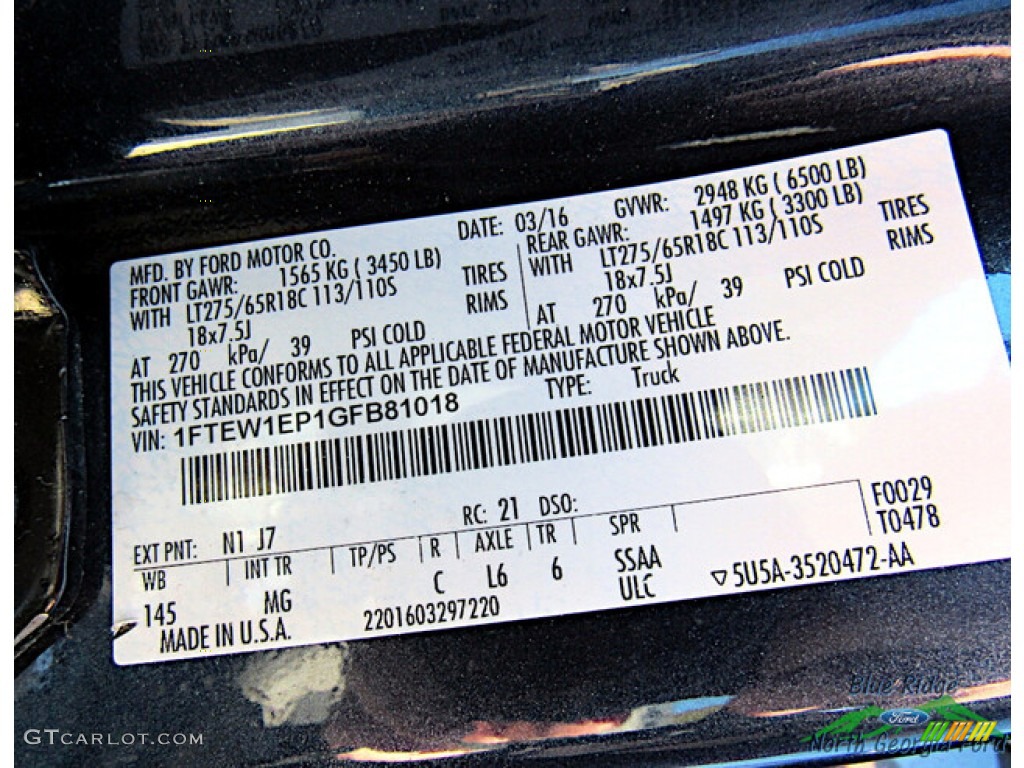 MFD. BY FORD MOTOR CO.
DATE: 03/16
GVWR: 2948 KG ( 6500 LB)
FRONT GAWR: 1565 KG ( 3450 LB)
REAR GAWR: 1497 KG ( 3300 LB)
WITH LT275/65R18C 113/110S TIRES
WITH LT275/65R18C 113/110S TIRES
18x7.5J RIMS
18x7.5J RIMS
AT 270 kPa/ 39 PSI COLD
AT 270 kPa/ 39 PSI COLD
THIS VEHICLE CONFORMS TO ALL APPLICABLE FEDERAL MOTOR VEHICLE
SAFETY STANDARDS IN EFFECT ON THE DATE OF MANUFACTURE SHOWN ABOVE.
VIN: 1FTEW1EP1GFB81018
TYPE: Truck
F0029
T0478
EXT PNT: N1 J7 RC: 21 DSO:
WB INT TR TP/PS R AXLE TR SPR
145 MG C L6 6 SSAA
ULC
▽5U5A-3520472-AA
MADE IN U.S.A. 2201603297220
GTCARLOT.COM
Blue Ridge
Ford
North Georgia Ford